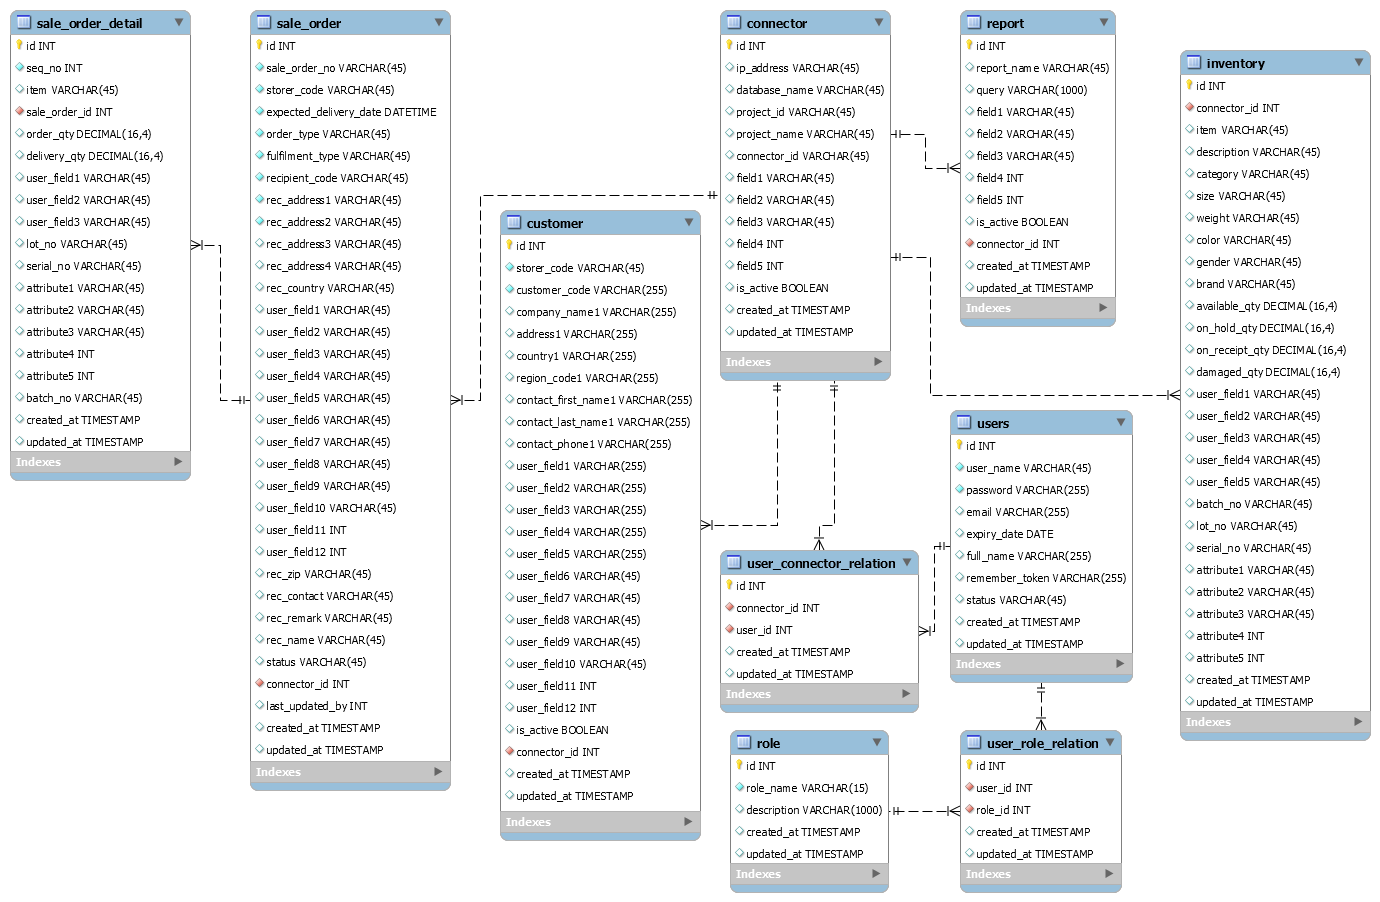 sale_order_detail
id INT
seq_no INT
item VARCHAR(45)
sale_order_id INT
order_qty DECIMAL(16,4)
delivery_qty DECIMAL(16,4)
user_field1 VARCHAR(45)
user_field2 VARCHAR(45)
user_field3 VARCHAR(45)
lot_no VARCHAR(45)
serial_no VARCHAR(45)
attribute1 VARCHAR(45)
attribute2 VARCHAR(45)
attribute3 VARCHAR(45)
attribute4 INT
attribute5 INT
batch_no VARCHAR(45)
created_at TIMESTAMP
updated_at TIMESTAMP
Indexes
sale_order
id INT
sale_order_no VARCHAR(45)
storer_code VARCHAR(45)
expected_delivery_date DATETIME
order_type VARCHAR(45)
fulfilment_type VARCHAR(45)
recipient_code VARCHAR(45)
rec_address1 VARCHAR(45)
rec_address2 VARCHAR(45)
rec_address3 VARCHAR(45)
rec_address4 VARCHAR(45)
rec_country VARCHAR(45)
user_field1 VARCHAR(45)
user_field2 VARCHAR(45)
user_field3 VARCHAR(45)
user_field4 VARCHAR(45)
user_field5 VARCHAR(45)
user_field6 VARCHAR(45)
user_field7 VARCHAR(45)
user_field8 VARCHAR(45)
user_field9 VARCHAR(45)
user_field10 VARCHAR(45)
user_field11 INT
user_field12 INT
rec_zip VARCHAR(45)
rec_contact VARCHAR(45)
rec_remark VARCHAR(45)
rec_name VARCHAR(45)
status VARCHAR(45)
connector_id INT
last_updated_by INT
created_at TIMESTAMP
updated_at TIMESTAMP
Indexes
customer
id INT
storer_code VARCHAR(45)
customer_code VARCHAR(255)
company_name1 VARCHAR(255)
address1 VARCHAR(255)
country1 VARCHAR(255)
region_code1 VARCHAR(255)
contact_first_name1 VARCHAR(255)
contact_last_name1 VARCHAR(255)
contact_phone1 VARCHAR(255)
user_field1 VARCHAR(255)
user_field2 VARCHAR(255)
user_field3 VARCHAR(255)
user_field4 VARCHAR(255)
user_field5 VARCHAR(255)
user_field6 VARCHAR(45)
user_field7 VARCHAR(45)
user_field8 VARCHAR(45)
user_field9 VARCHAR(45)
user_field10 VARCHAR(45)
user_field11 INT
user_field12 INT
is_active BOOLEAN
connector_id INT
created_at TIMESTAMP
updated_at TIMESTAMP
Indexes
connector
id INT
ip_address VARCHAR(45)
database_name VARCHAR(45)
project_id VARCHAR(45)
project_name VARCHAR(45)
connector_id VARCHAR(45)
field1 VARCHAR(45)
field2 VARCHAR(45)
field3 VARCHAR(45)
field4 INT
field5 INT
is_active BOOLEAN
created_at TIMESTAMP
updated_at TIMESTAMP
Indexes
report
id INT
report_name VARCHAR(45)
query VARCHAR(1000)
field1 VARCHAR(45)
field2 VARCHAR(45)
field3 VARCHAR(45)
field4 INT
field5 INT
is_active BOOLEAN
connector_id INT
created_at TIMESTAMP
updated_at TIMESTAMP
Indexes
inventory
id INT
connector_id INT
item VARCHAR(45)
description VARCHAR(45)
category VARCHAR(45)
size VARCHAR(45)
weight VARCHAR(45)
color VARCHAR(45)
gender VARCHAR(45)
brand VARCHAR(45)
available_qty DECIMAL(16,4)
on_hold_qty DECIMAL(16,4)
on_receipt_qty DECIMAL(16,4)
damaged_qty DECIMAL(16,4)
user_field1 VARCHAR(45)
user_field2 VARCHAR(45)
user_field3 VARCHAR(45)
user_field4 VARCHAR(45)
user_field5 VARCHAR(45)
batch_no VARCHAR(45)
lot_no VARCHAR(45)
serial_no VARCHAR(45)
attribute1 VARCHAR(45)
attribute2 VARCHAR(45)
attribute3 VARCHAR(45)
attribute4 INT
attribute5 INT
created_at TIMESTAMP
updated_at TIMESTAMP
Indexes
users
id INT
user_name VARCHAR(45)
password VARCHAR(255)
email VARCHAR(255)
expiry_date DATE
full_name VARCHAR(255)
remember_token VARCHAR(255)
status VARCHAR(45)
created_at TIMESTAMP
updated_at TIMESTAMP
Indexes
user_connector_relation
id INT
connector_id INT
user_id INT
created_at TIMESTAMP
updated_at TIMESTAMP
Indexes
role
id INT
role_name VARCHAR(15)
description VARCHAR(1000)
created_at TIMESTAMP
updated_at TIMESTAMP
Indexes
user_role_relation
id INT
user_id INT
role_id INT
created_at TIMESTAMP
updated_at TIMESTAMP
Indexes